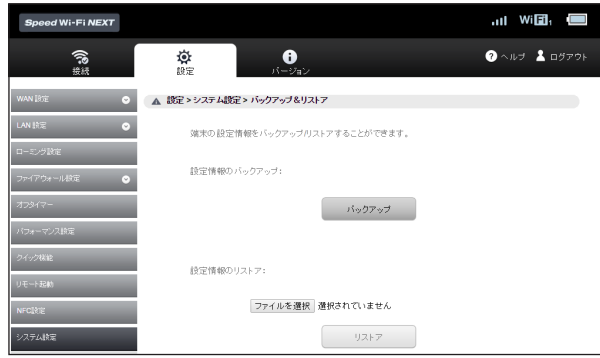 Speed Wi-Fi NEXT
WiFi 1
接続
設定
バージョン
ヘルプ
ログアウト
WAN 設定
設定 > システム設定 > バックアップ&リストア
LAN 設定
端末の設定情報をバックアップ/リストアすることができます。
ローミング設定
設定情報のバックアップ:
ファイアウォール設定
オフタイマー
バックアップ
パフォーマンス設定
クイック機能
設定情報のリストア:
リモート起動
NFC設定
ファイルを選択 選択されていません
システム設定
リストア